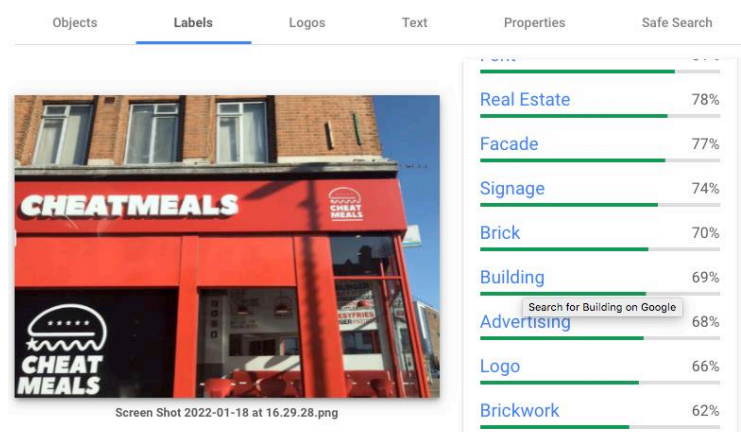 Objects Labels Logos Text Properties Safe Search
CHEATMEALS
CHEAT
MEALS
CHEAT
MEALS
Screen Shot 2022-01-18 at 16.29.28.png
Real Estate 78%
Facade 77%
Signage 74%
Brick 70%
Building 69%
Search for Building on Google
Advertising 68%
Logo 66%
Brickwork 62%